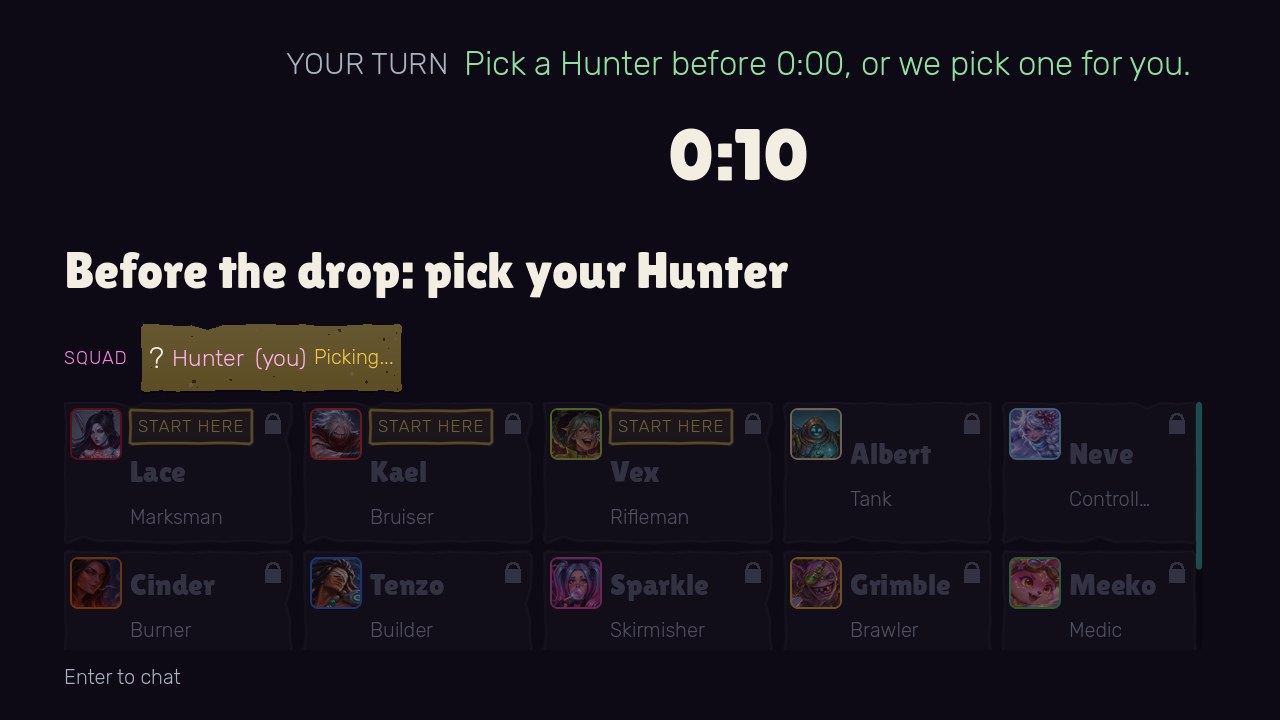 YOUR TURN Pick a Hunter before 0:00, or we pick one for you.
0:10
Before the drop: pick your Hunter
SQUAD ? Hunter (you) Picking...
START HERE START HERE START HERE
Lace Kael Vex Albert Neve
Marksman Bruiser Rifleman Tank Controll...
Cinder Tenzo Sparkle Grimble Meeko
Burner Builder Skirmisher Brawler Medic
Enter to chat